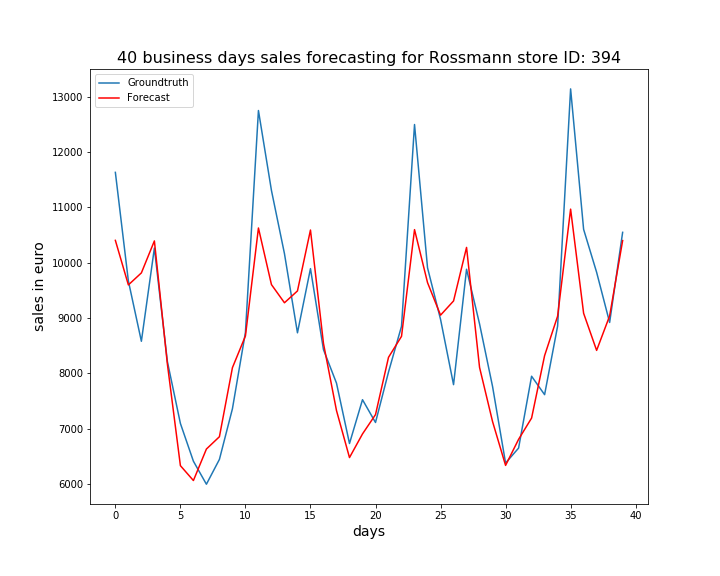 40 business days sales forecasting for Rossmann store ID: 394
Groundtruth
Forecast
sales in euro
13000
12000
11000
10000
9000
8000
7000
6000
0 5 10 15 20 25 30 35 40
days